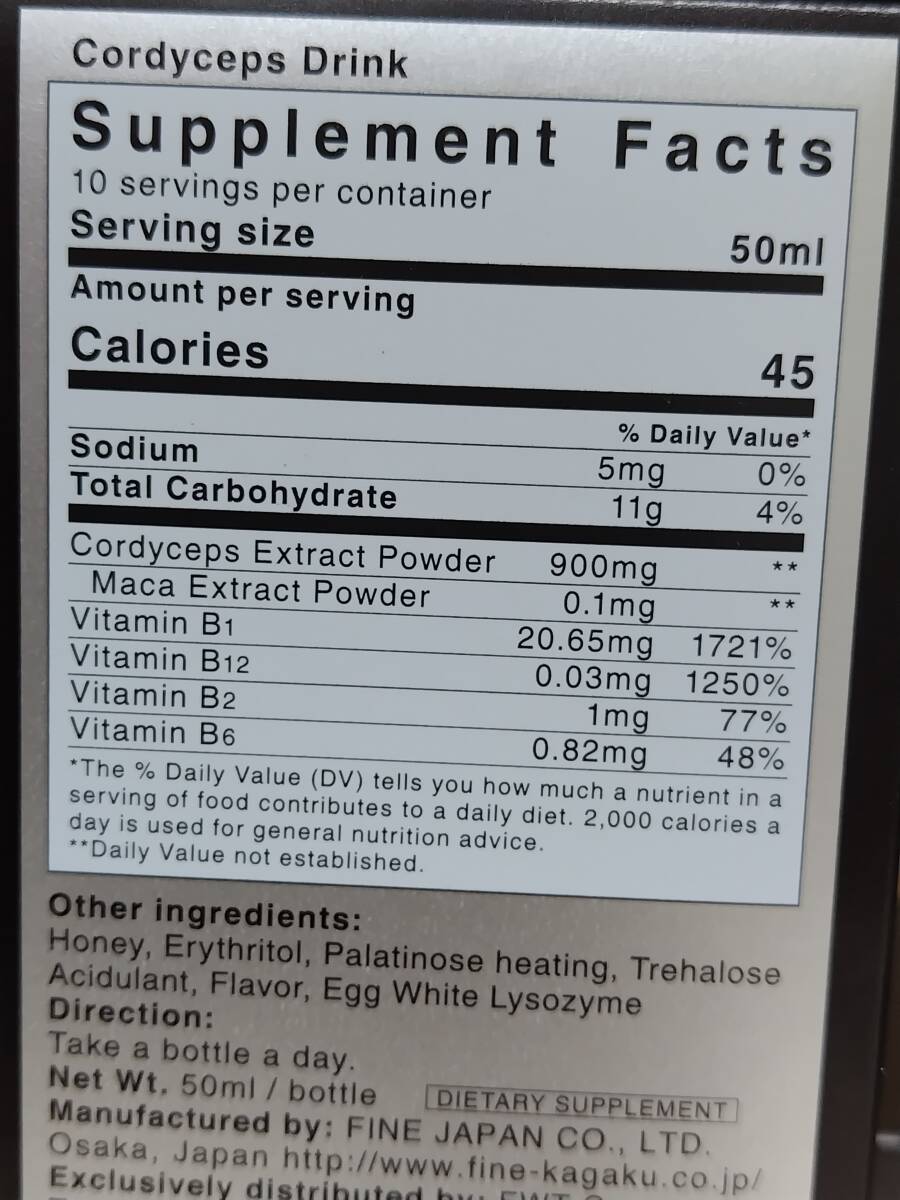 Cordyceps Drink
Supplement Facts
10 servings per container
Serving size 50ml
Amount per serving
Calories 45
% Daily Value*
Sodium 5mg 0%
Total Carbohydrate 11g 4%
Cordyceps Extract Powder 900mg **
Maca Extract Powder 0.1mg **
Vitamin B1 20.65mg 1721%
Vitamin B12 0.03mg 1250%
Vitamin B2 1mg 77%
Vitamin B6 0.82mg 48%
*The % Daily Value (DV) tells you how much a nutrient in a
serving of food contributes to a daily diet. 2,000 calories a
day is used for general nutrition advice.
**Daily Value not established.
Other ingredients:
Honey, Erythritol, Palatinose heating, Trehalose
Acidulant, Flavor, Egg White Lysozyme
Direction:
Take a bottle a day.
Net Wt. 50ml / bottle DIETARY SUPPLEMENT
Manufactured by: FINE JAPAN CO., LTD.
Osaka, Japan http://www.fine-kagaku.co.jp/
Exclusively distributed by: